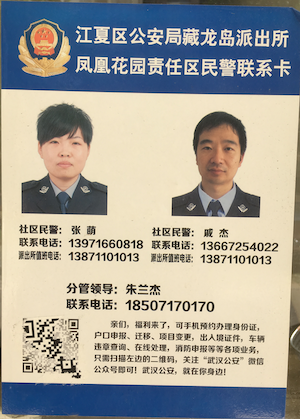 江夏区公安局藏龙岛派出所
凤凰花园责任区民警联系卡
社区民警：张 萌
联系电话：13971660818
派出所值班电话：13871101013
社区民警：戚 杰
联系电话：13667254022
派出所值班电话：13871101013
分管领导：朱兰杰
联系电话：18507170170
亲们，福利来了，可手机预约办理身份证，
户口申报、迁移、项目变更，出入境证件，车辆
违章查询、在线处理，消防申报等等各项业务，
只需扫描左边的二维码，关注“武汉公安”微信
公众号即可！武汉公安，就在你身边！